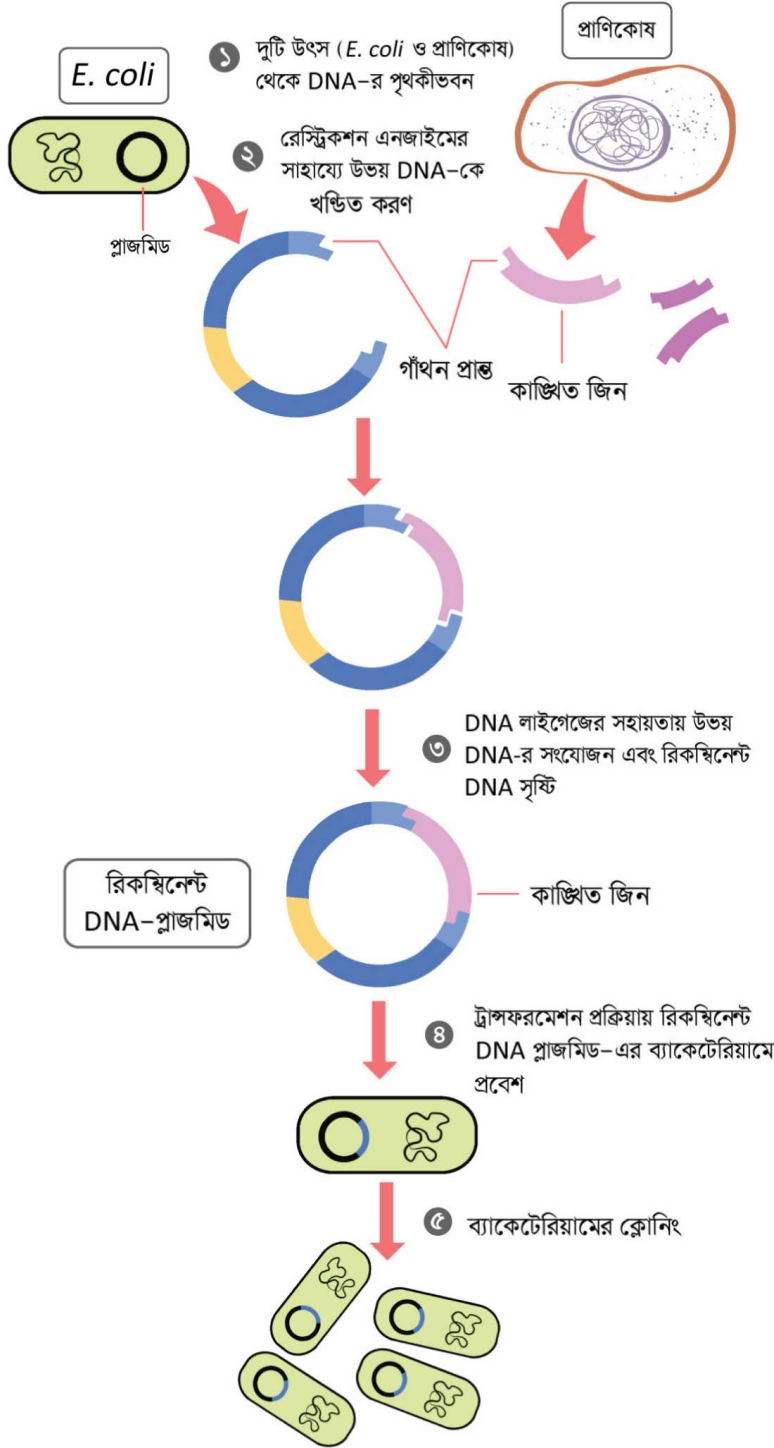 E. coli
১ দুটি উৎস (E. coli ও প্রাণিকোষ)
থেকে DNA-র পৃথকীভবন
প্রাণিকোষ
২ রেস্ট্রিকশন এনজাইমের
সাহায্যে উভয় DNA-কে
খন্ডিত করণ
প্লাজমিড
গাঁথন প্রান্ত
কাঙ্খিত জিন
৩ DNA লাইগেজের সহায়তায় উভয়
DNA-র সংযোজন এবং রিকম্বিনেন্ট
DNA সৃষ্টি
রিকম্বিনেন্ট
DNA-প্লাজমিড
কাঙ্খিত জিন
৪ ট্রান্সফরমেশন প্রক্রিয়ায় রিকম্বিনেন্ট
DNA প্লাজমিড-এর ব্যাকেটেরিয়ামে
প্রবেশ
৫ ব্যাকেটেরিয়ামের ক্লোনিং